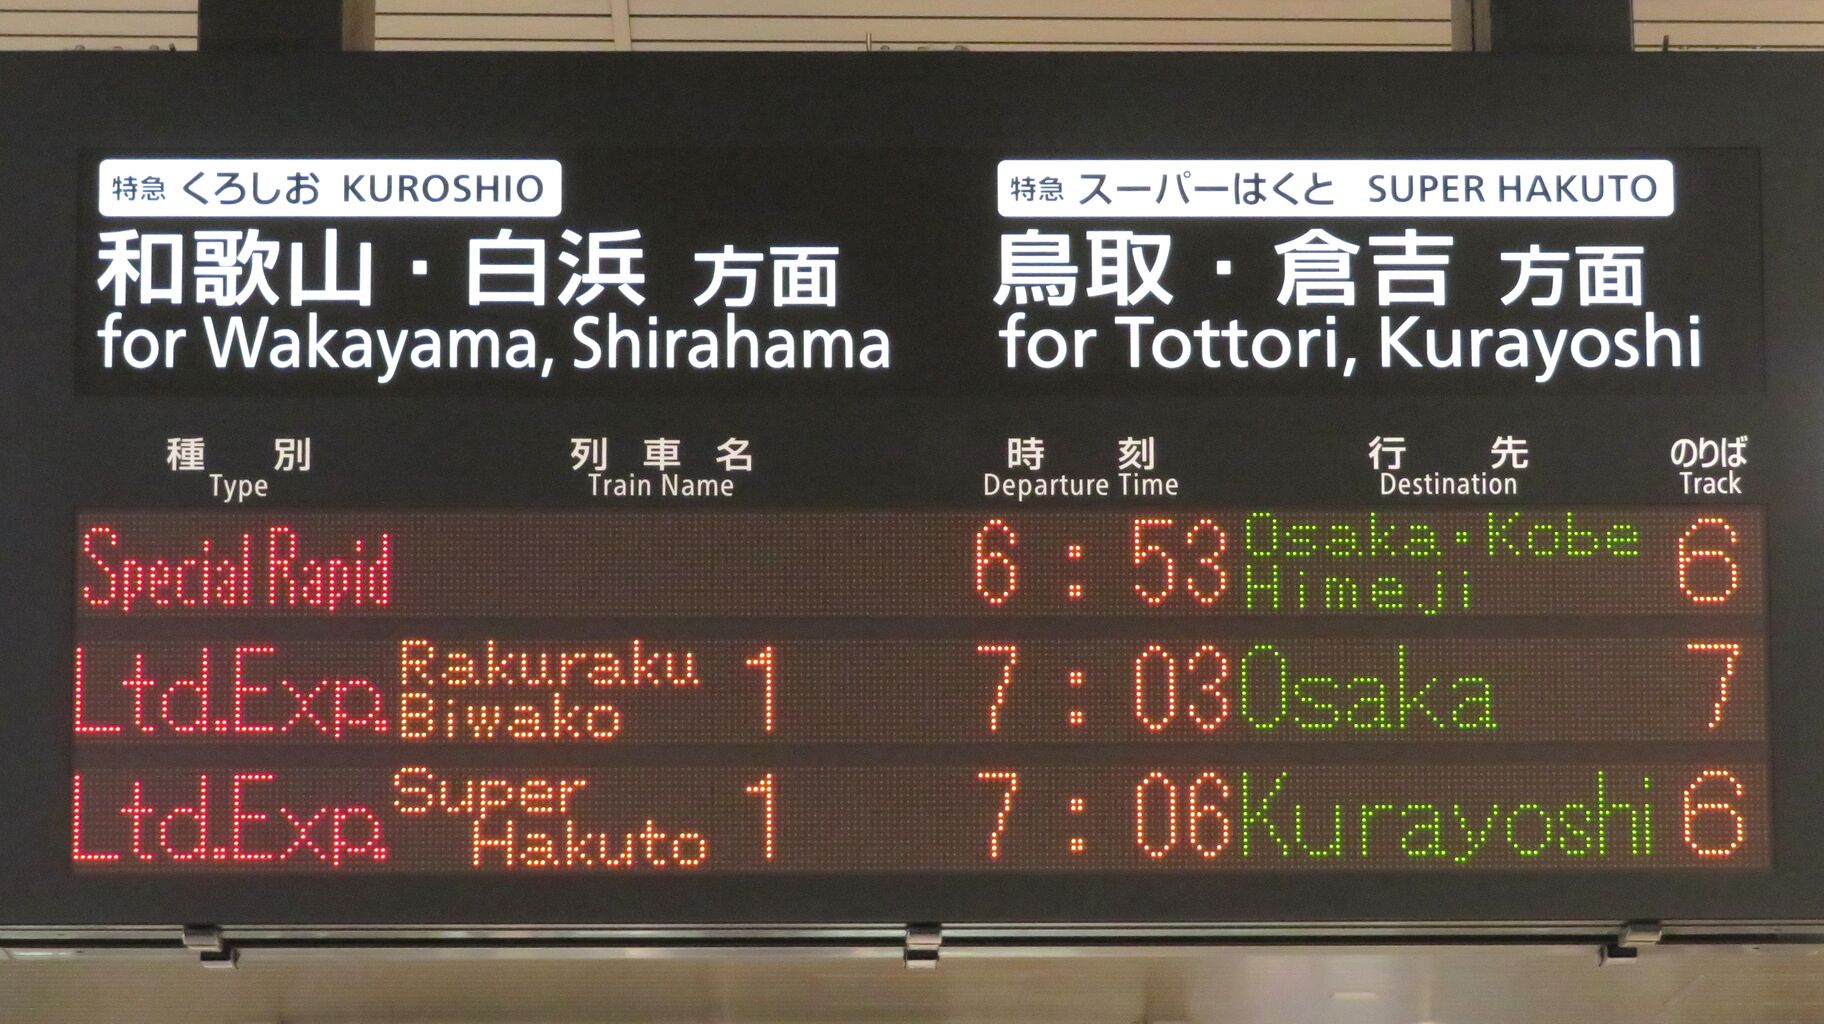 特急 くろしお KUROSHIO
和歌山・白浜 方面
for Wakayama, Shirahama
特急 スーパーはくと SUPER HAKUTO
鳥取・倉吉 方面
for Tottori, Kurayoshi
種別 列車名 時刻 行先 のりば
Type Train Name Departure Time Destination Track
Special Rapid 6:53 Osaka・Kobe Himeji 6
Ltd.Exp. Rakuraku Biwako 1 7:03 Osaka 7
Ltd.Exp. Super Hakuto 1 7:06 Kurayoshi 6